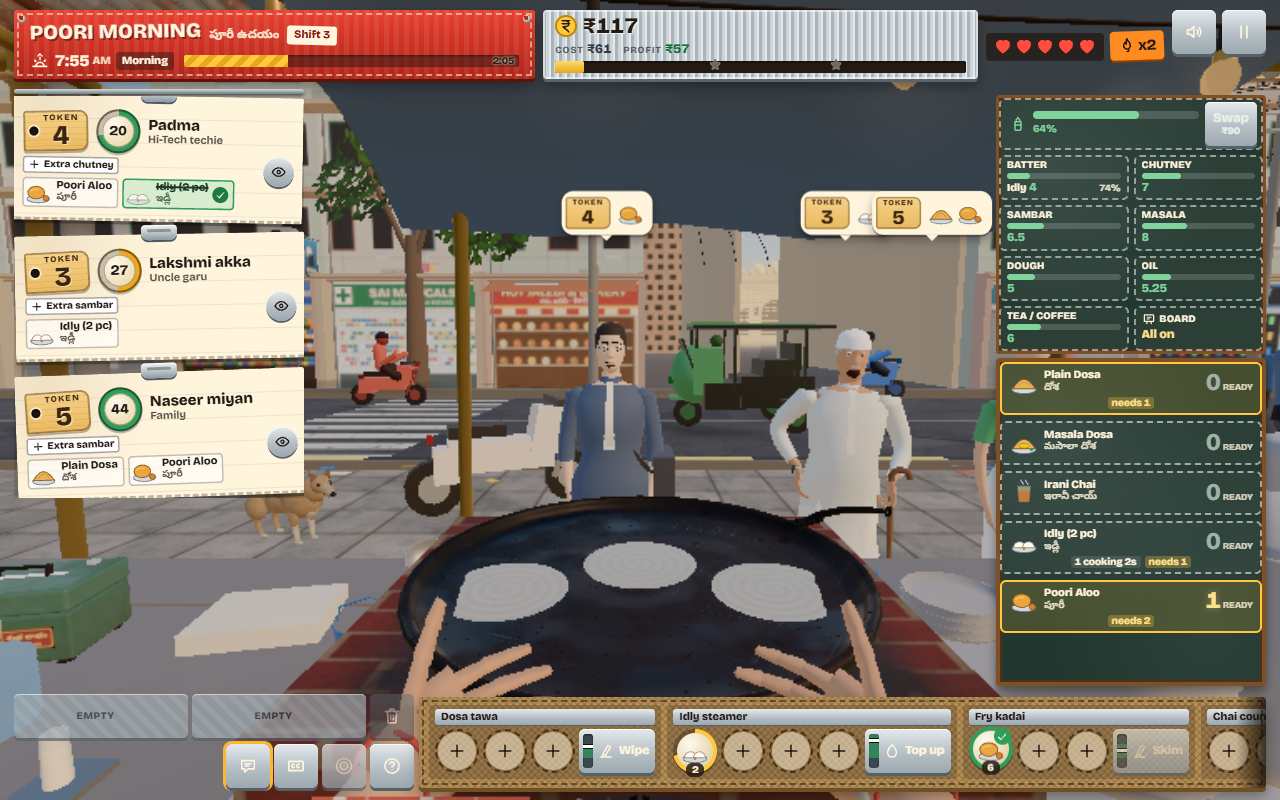 POORI MORNING పూరీ ఉదయం Shift 3
7:55 AM Morning 2:05
₹ ₹117
COST ₹61 PROFIT ₹57
x2
TOKEN 4 20 Padma
Hi-Tech techie
+ Extra chutney
Poori Aloo పూరీ
Idly (2 pc) ఇడ్లీ
TOKEN 3 27 Lakshmi akka
Uncle garu
+ Extra sambar
Idly (2 pc) ఇడ్లీ
TOKEN 5 44 Naseer miyan
Family
+ Extra sambar
Plain Dosa దోశ
Poori Aloo పూరీ
TOKEN 4
TOKEN 3
TOKEN 5
64%
Swap ₹90
BATTER
Idly 4 74%
CHUTNEY
7
SAMBAR
6.5
MASALA
8
DOUGH
5
OIL
5.25
TEA / COFFEE
6
BOARD
All on
Plain Dosa
దోశ
0 READY
needs 1
Masala Dosa
మసాలా దోశ
0 READY
Irani Chai
ఇరానీ చాయ్
0 READY
Idly (2 pc)
ఇడ్లీ
0 READY
1 cooking 2s needs 1
Poori Aloo
పూరీ
1 READY
needs 2
EMPTY EMPTY
CC
?
Dosa tawa
+ + + Wipe
Idly steamer
2 + + + Top up
Fry kadai
6 + + Skim
+